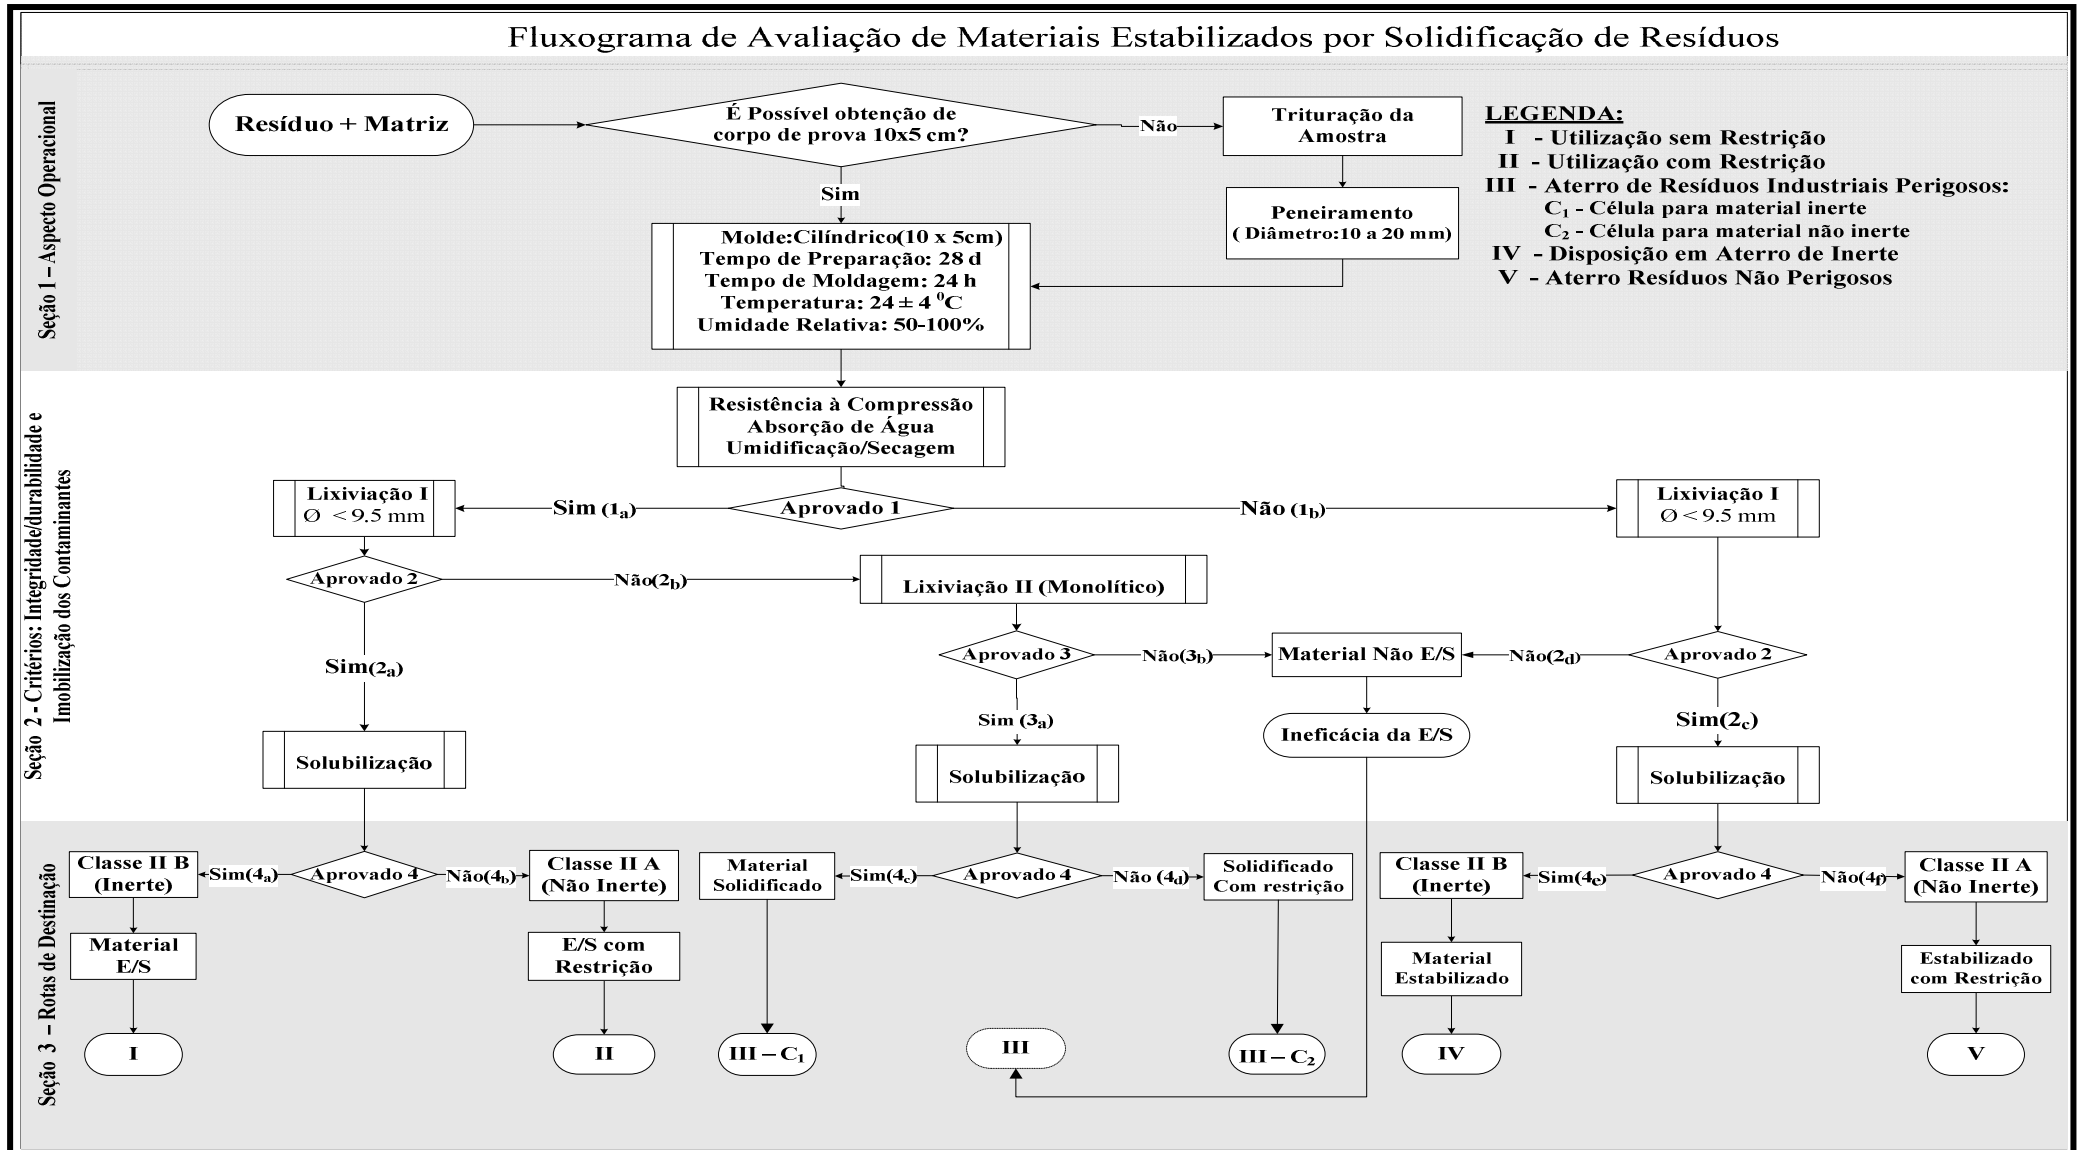 Fluxograma de Avaliação de Materiais Estabilizados por Solidificação de Resíduos
Seção 1 – Aspecto Operacional
Resíduo + Matriz
É Possível obtenção de
corpo de prova 10x5 cm?
Não
Trituração da
Amostra
Sim
Peneiramento
( Diâmetro:10 a 20 mm)
Molde:Cilíndrico(10 x 5cm)
Tempo de Preparação: 28 d
Tempo de Moldagem: 24 h
Temperatura: 24 ± 4 ⁰C
Umidade Relativa: 50-100%
LEGENDA:
I - Utilização sem Restrição
II - Utilização com Restrição
III - Aterro de Resíduos Industriais Perigosos:
C₁ - Célula para material inerte
C₂ - Célula para material não inerte
IV - Disposição em Aterro de Inerte
V - Aterro Resíduos Não Perigosos
Seção 2 - Critérios: Integridade/durabilidade e
Imobilização dos Contaminantes
Resistência à Compressão
Absorção de Água
Umidificação/Secagem
Aprovado 1
Sim (1a)
Não (1b)
Lixiviação I
Ø < 9.5 mm
Lixiviação I
Ø < 9.5 mm
Aprovado 2
Não(2b)
Lixiviação II (Monolítico)
Sim(2a)
Aprovado 3
Não(3b)
Material Não E/S
Não(2d)
Aprovado 2
Sim (3a)
Ineficácia da E/S
Sim(2c)
Solubilização
Solubilização
Solubilização
Seção 3 – Rotas de Destinação
Classe II B
(Inerte)
Sim(4a)
Aprovado 4
Não(4b)
Classe II A
(Não Inerte)
Material
Solidificado
Sim(4c)
Aprovado 4
Não (4d)
Solidificado
Com restrição
Classe II B
(Inerte)
Sim(4e)
Aprovado 4
Não(4f)
Classe II A
(Não Inerte)
Material
E/S
E/S com
Restrição
Material
Estabilizado
Estabilizado
com Restrição
I
II
III – C₁
III
III – C₂
IV
V